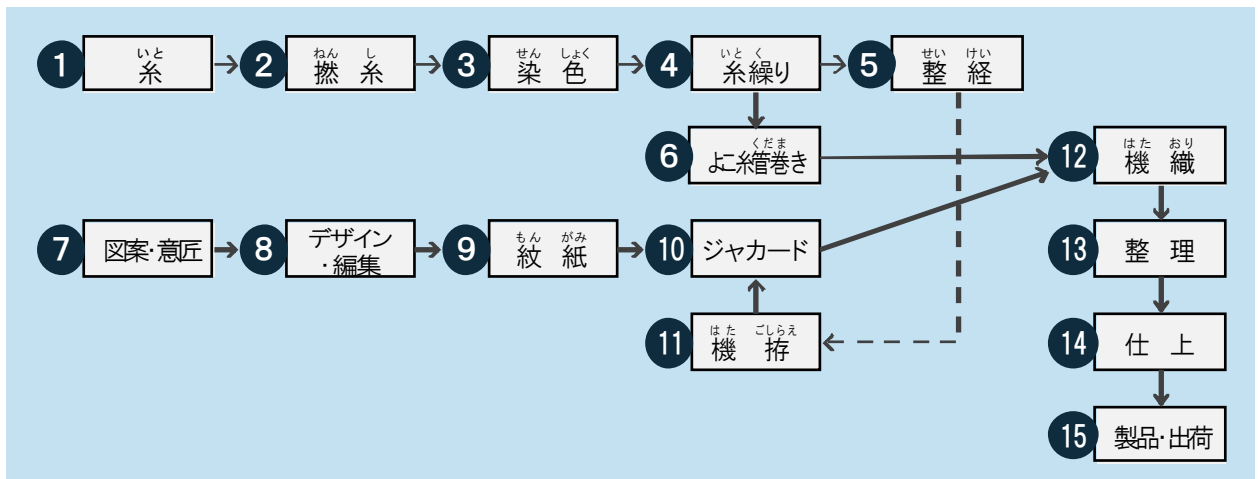 1
いと
糸
2
ねん し
撚 糸
3
せん しょく
染 色
4
いと く
糸繰り
5
せい けい
整 経
6
くだま
よこ糸管巻き
7
図案・意匠
8
デザイン
・編集
9
もん がみ
紋 紙
10
ジャカード
11
はた ごしらえ
機 拵
12
はた おり
機 織
13
整 理
14
仕 上
15
製品・出荷